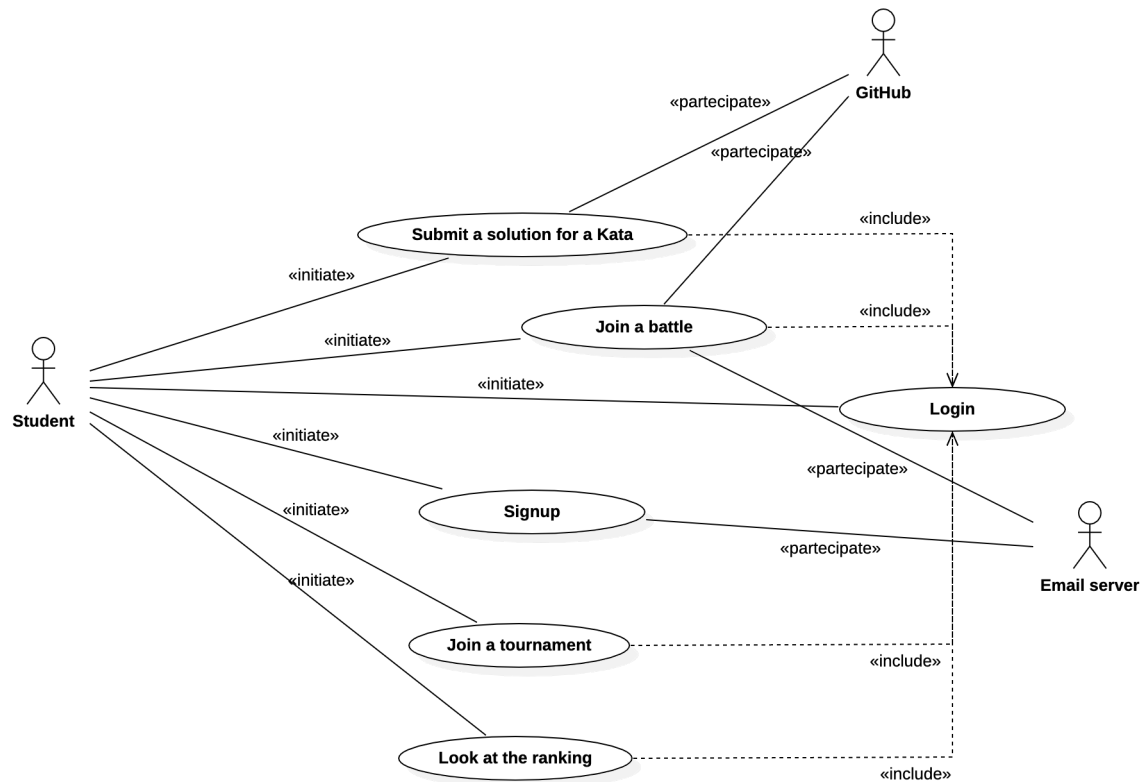 GitHub
«partecipate»
«partecipate»
«include»
Submit a solution for a Kata
«initiate»
«include»
Join a battle
«initiate»
«initiate»
Login
Student
«initiate»
«partecipate»
«initiate»
Signup
«partecipate»
«initiate»
Email server
Join a tournament
«include»
Look at the ranking
«include»